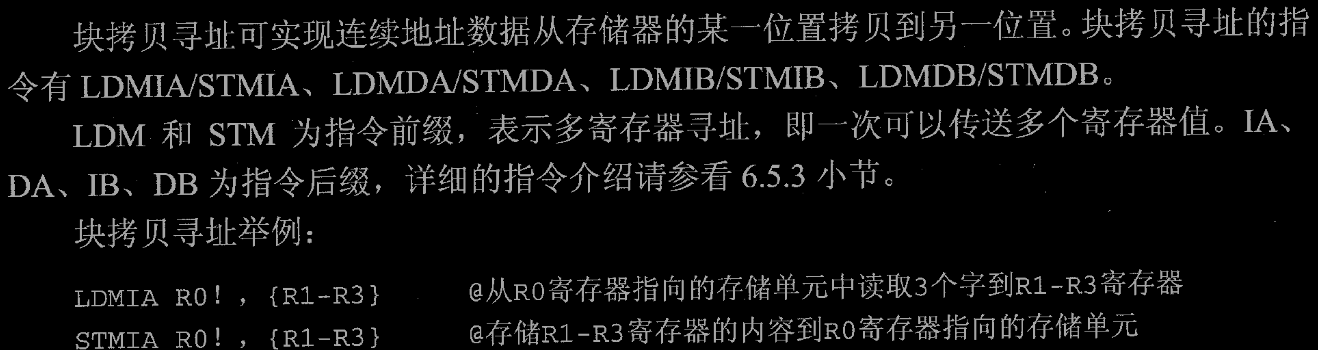 块拷贝寻址可实现连续地址数据从存储器的某一位置拷贝到另一位置。块拷贝寻址的指
令有 LDMIA/STMIA、LDMDA/STMDA、LDMIB/STMIB、LDMDB/STMDB。
LDM 和 STM 为指令前缀，表示多寄存器寻址，即一次可以传送多个寄存器值。IA、
DA、IB、DB 为指令后缀，详细的指令介绍请参看 6.5.3 小节。
块拷贝寻址举例：
LDMIA R0!，{R1-R3} @从R0寄存器指向的存储单元中读取3个字到R1-R3寄存器
STMIA R0!，{R1-R3} @存储R1-R3寄存器的内容到R0寄存器指向的存储单元